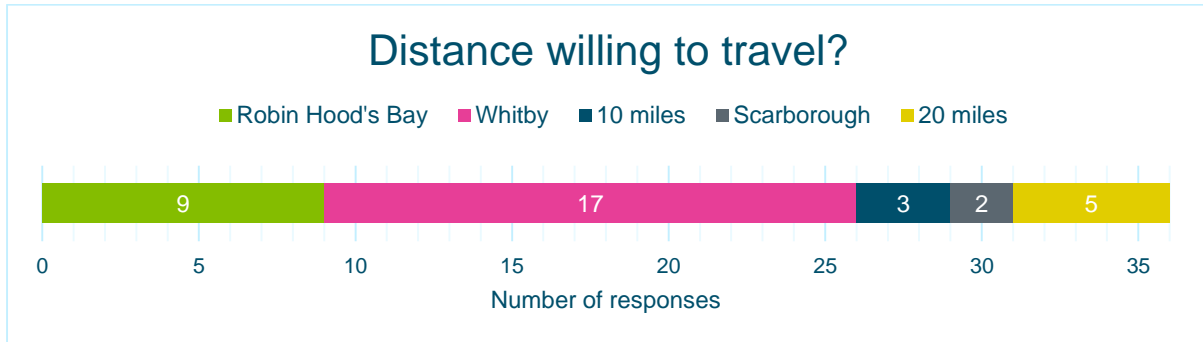 Distance willing to travel?
Robin Hood's Bay Whitby 10 miles Scarborough 20 miles
9 17 3 2 5
0 5 10 15 20 25 30 35
Number of responses